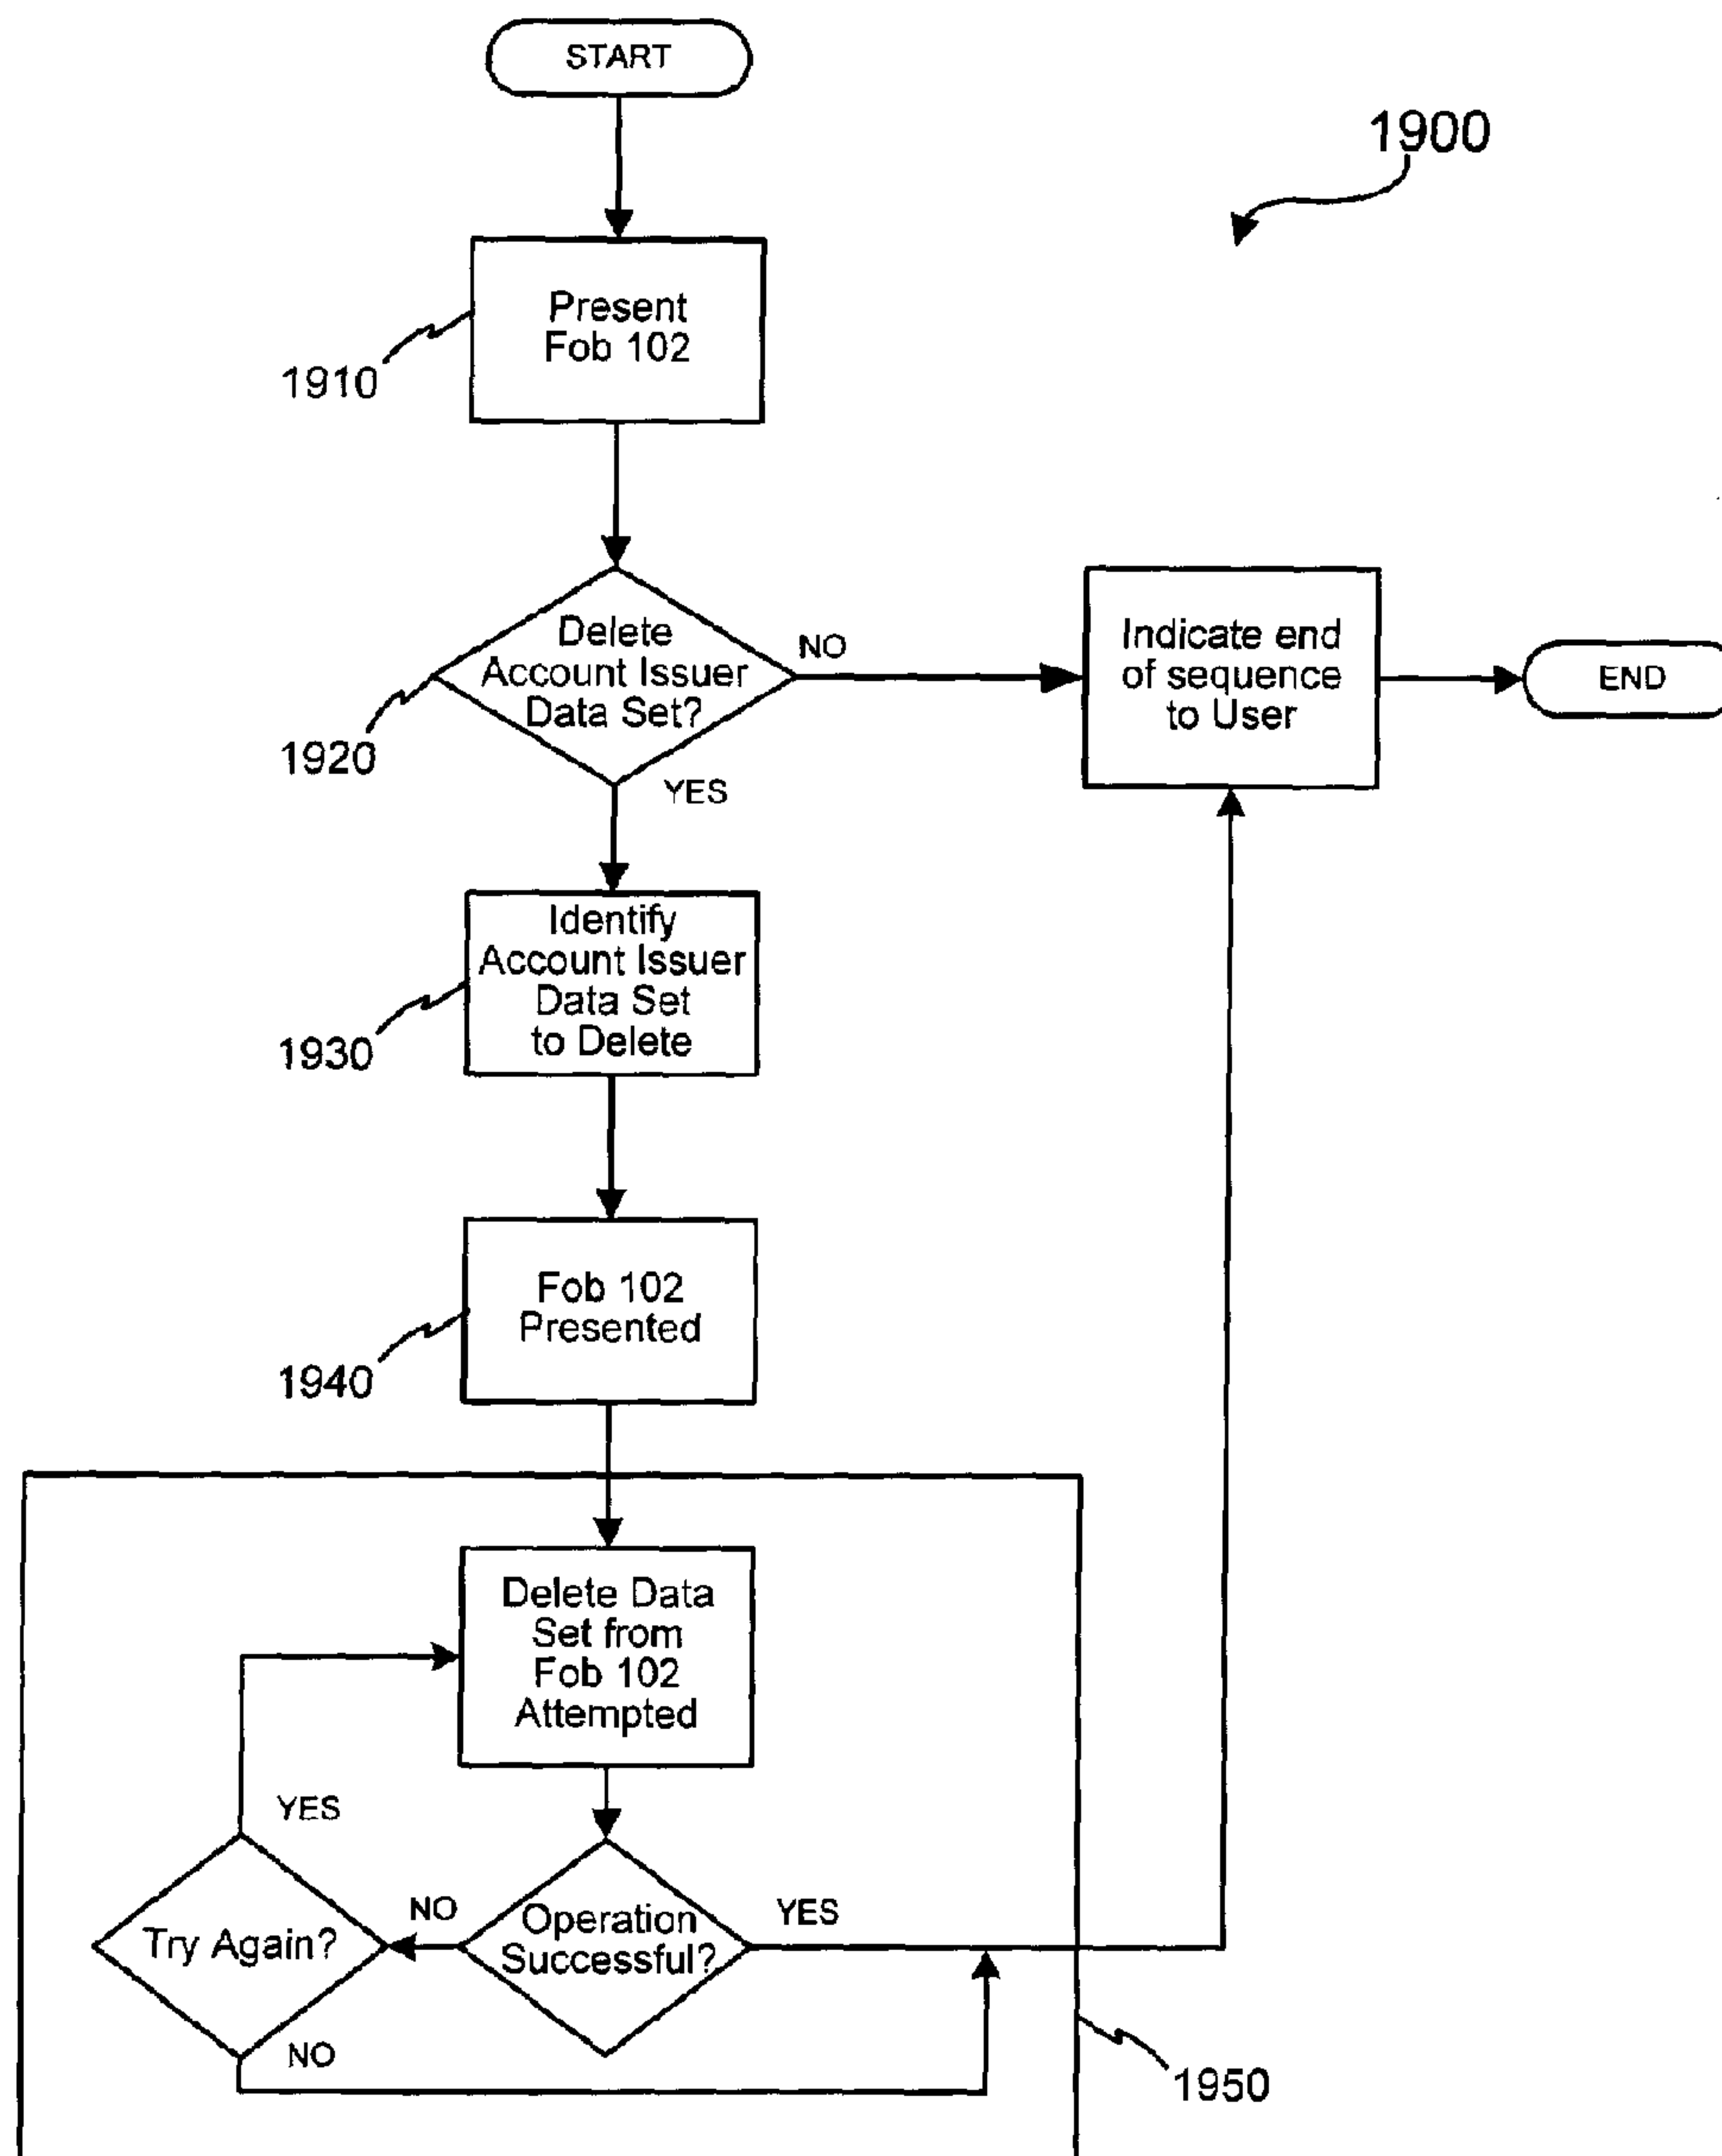 START
1900
Present
Fob 102
1910
Delete
Account Issuer
Data Set?
NO
1920
YES
Indicate end
of sequence
to User
END
Identify
Account Issuer
Data Set
to Delete
1930
Fob 102
Presented
1940
Delete Data
Set from
Fob 102
Attempted
YES
Try Again?
NO
Operation
Successful?
YES
NO
1950